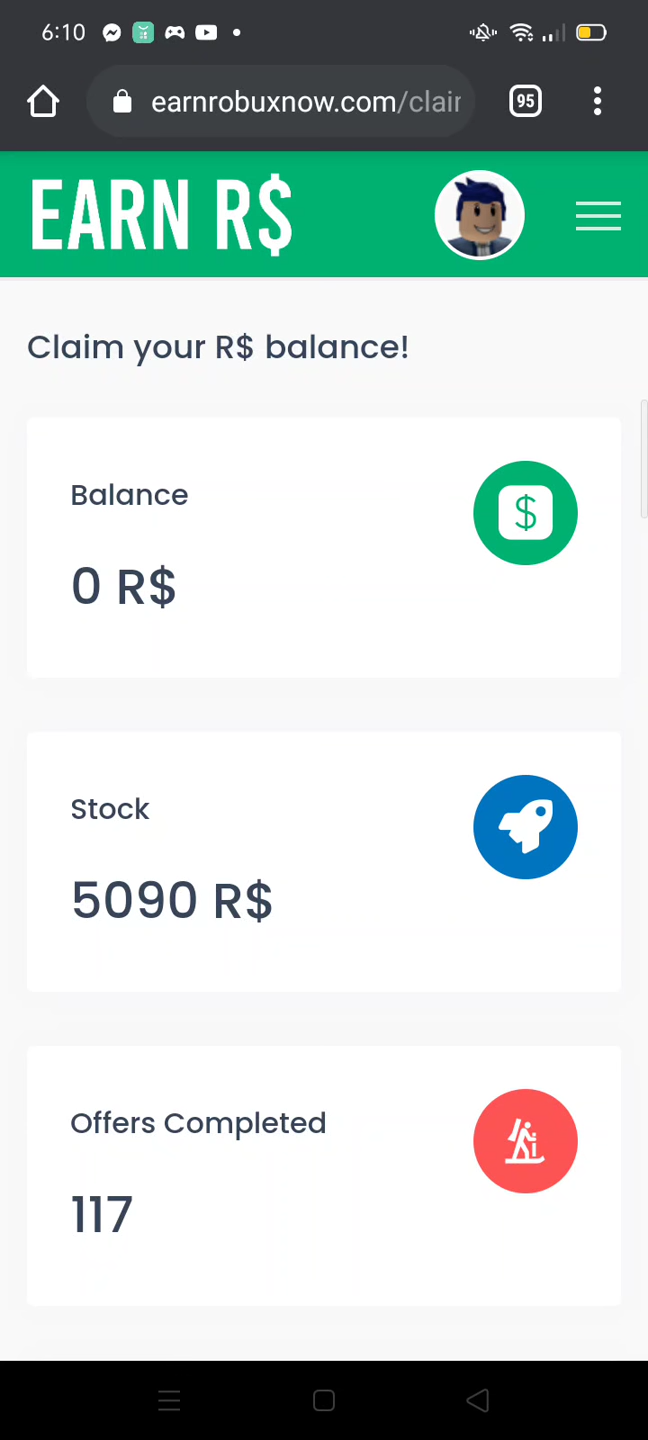 6:10
95
earnrobuxnow.com/clair
EARN R$
Claim your R$ balance!
Balance
$
0 R$
Stock
5090 R$
Offers Completed
117